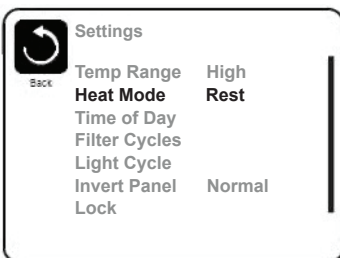 Settings
Back
Temp Range High
Heat Mode Rest
Time of Day
Filter Cycles
Light Cycle
Invert Panel Normal
Lock